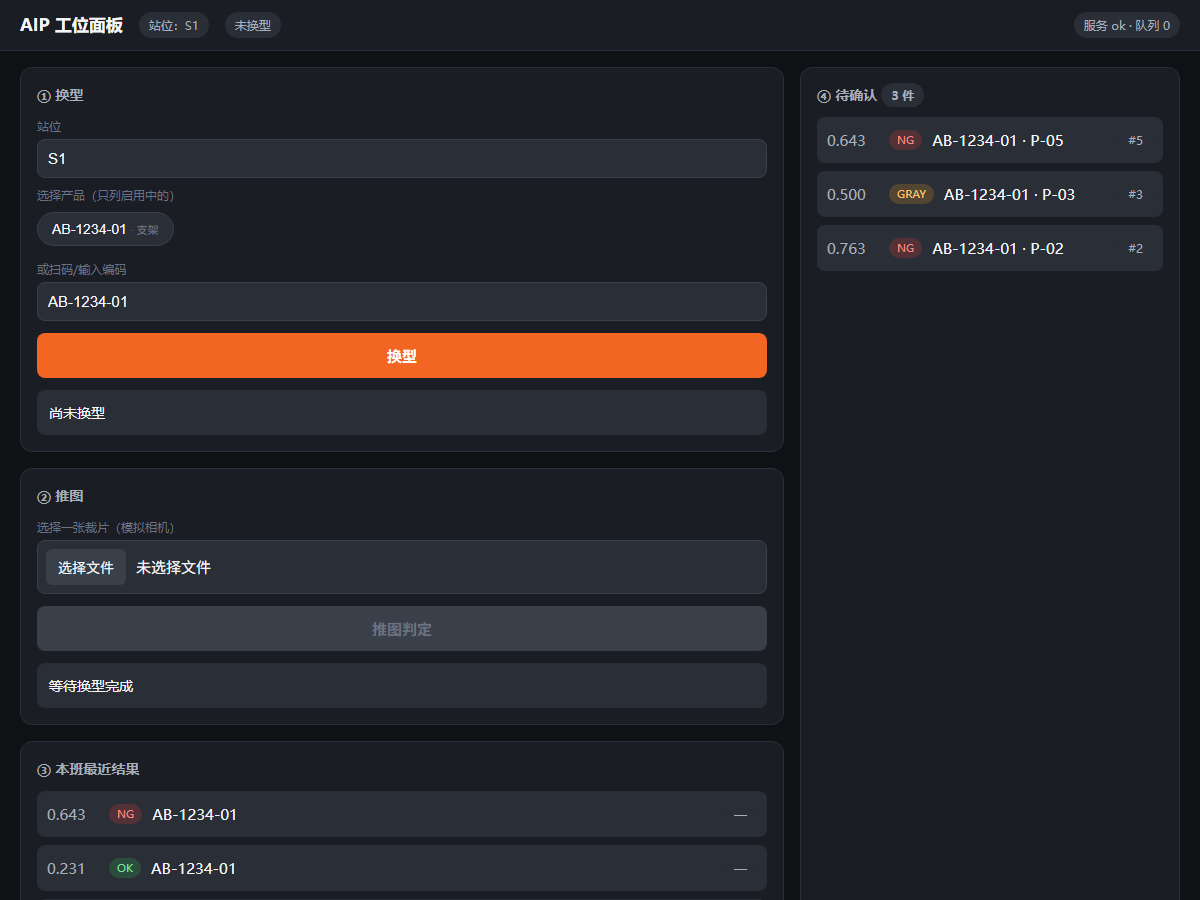 AIP 工位面板
站位：S1
未换型
服务 ok · 队列 0
① 换型
站位
S1
选择产品（只列启用中的）
AB-1234-01 · 支架
或扫码/输入编码
AB-1234-01
换型
尚未换型
② 推图
选择一张裁片（模拟相机）
选择文件 未选择文件
推图判定
等待换型完成
③ 本班最近结果
0.643 NG AB-1234-01 —
0.231 OK AB-1234-01 —
④ 待确认 3 件
0.643 NG AB-1234-01 · P-05 #5
0.500 GRAY AB-1234-01 · P-03 #3
0.763 NG AB-1234-01 · P-02 #2